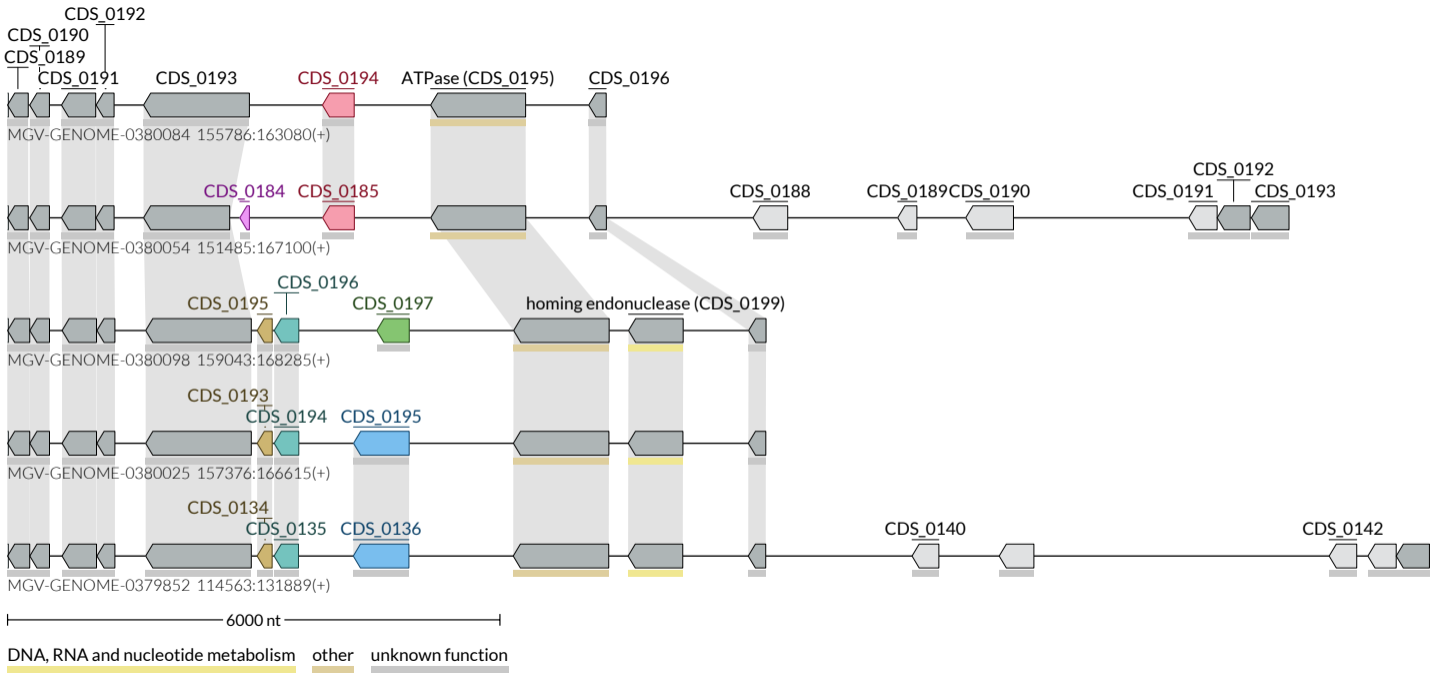 CDS_0192
CDS_0190
CDS_0189
CDS_0191 CDS_0193 CDS_0194 ATPase (CDS_0195) CDS_0196
MGV-GENOME-0380084 155786:163080(+)
CDS_0192
CDS_0184 CDS_0185 CDS_0188 CDS_0189 CDS_0190 CDS_0191 CDS_0193
MGV-GENOME-0380054 151485:167100(+)
CDS_0196
CDS_0195 CDS_0197 homing endonuclease (CDS_0199)
MGV-GENOME-0380098 159043:168285(+)
CDS_0193
CDS_0194 CDS_0195
MGV-GENOME-0380025 157376:166615(+)
CDS_0134
CDS_0135 CDS_0136 CDS_0140 CDS_0142
MGV-GENOME-0379852 114563:131889(+)
6000 nt
DNA, RNA and nucleotide metabolism other unknown function